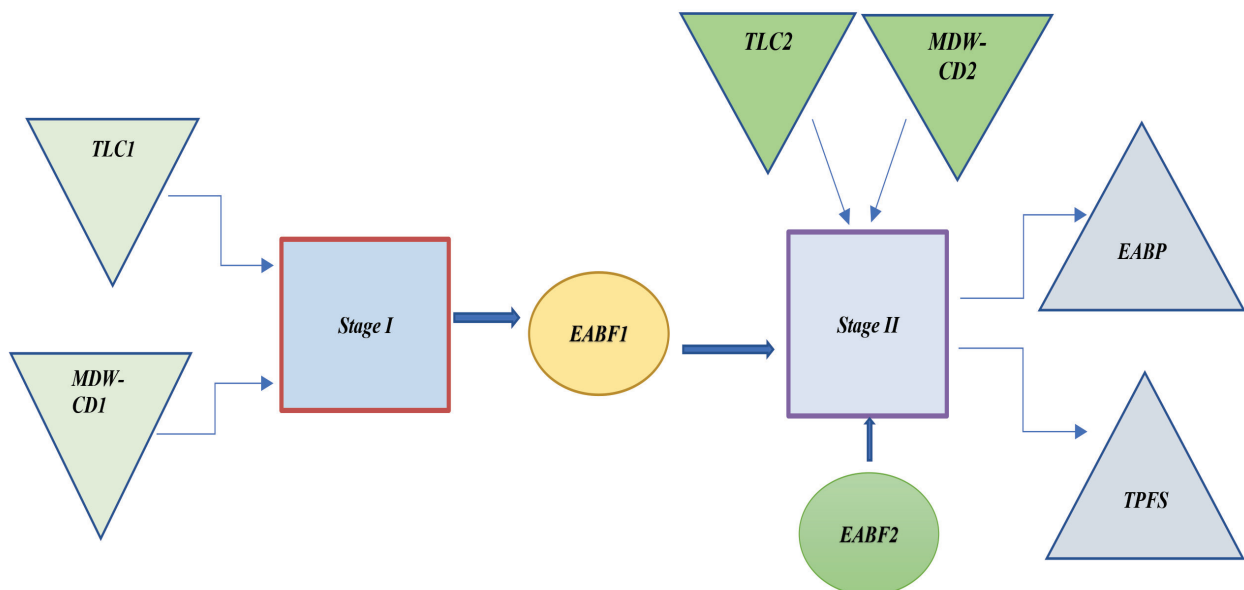 TLC1
MDW-
CD1
Stage I
EABF1
TLC2
MDW-
CD2
Stage II
EABF2
EABP
TPFS